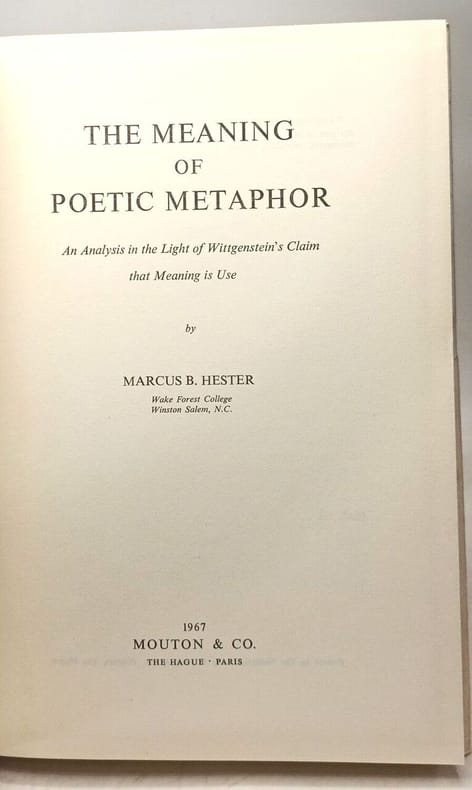 THE MEANING
OF
POETIC METAPHOR
An Analysis in the Light of Wittgenstein's Claim
that Meaning is Use
by
MARCUS B. HESTER
Wake Forest College
Winston Salem, N.C.
1967
MOUTON & CO.
THE HAGUE · PARIS